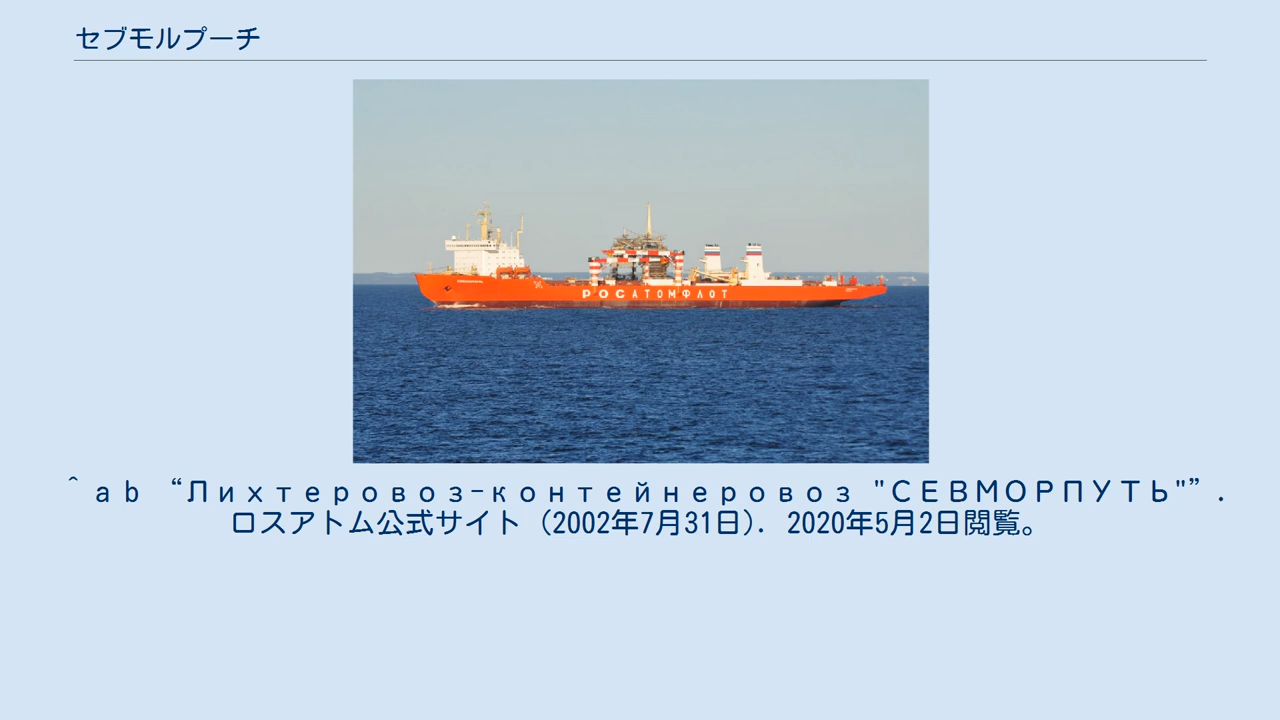 セブモルプーチ
РОСАТОМФЛОТ
^ a b “Лихтеровоз-контейнеровоз "СЕВМОРПУТЬ"”.
ロスアトム公式サイト (2002年7月31日). 2020年5月2日閲覧。